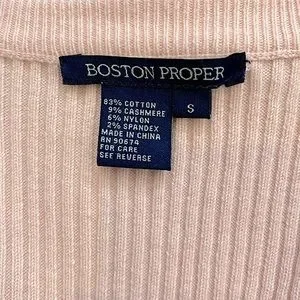 BOSTON PROPER
S
83% COTTON
9% CASHMERE
6% NYLON
2% SPANDEX
MADE IN CHINA
RN 90674
FOR CARE
SEE REVERSE